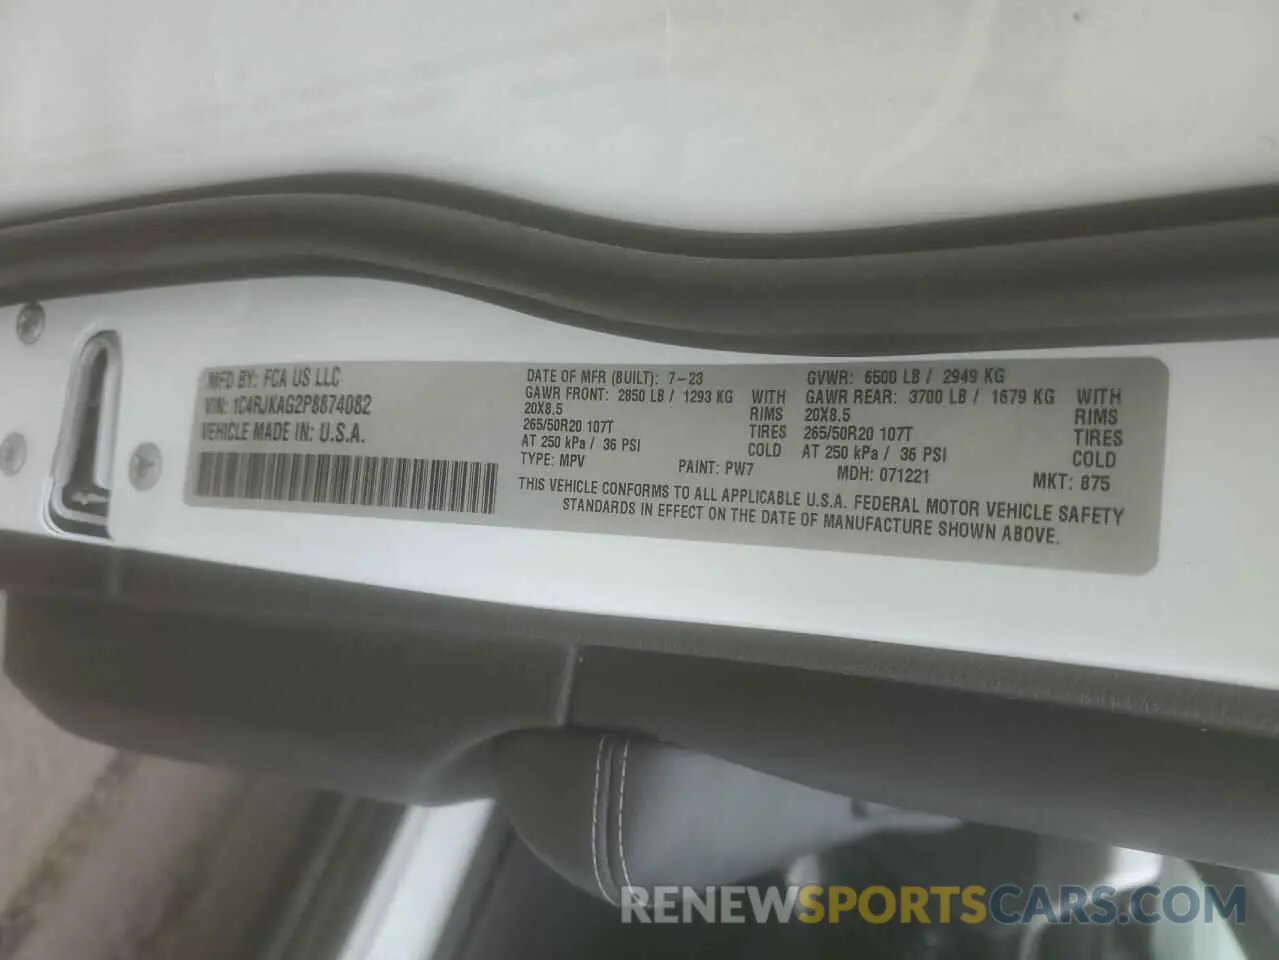 MFD BY: FCA US LLC
VIN: 1C4RJKAG2P8874082
VEHICLE MADE IN: U.S.A.
DATE OF MFR (BUILT): 7-23
GAWR FRONT: 2850 LB / 1293 KG WITH
20X8.5 RIMS
265/50R20 107T TIRES
AT 250 kPa / 36 PSI COLD
GVWR: 6500 LB / 2949 KG
GAWR REAR: 3700 LB / 1679 KG WITH
20X8.5 RIMS
265/50R20 107T TIRES
AT 250 kPa / 36 PSI COLD
TYPE: MPV PAINT: PW7 MDH: 071221 MKT: 875
THIS VEHICLE CONFORMS TO ALL APPLICABLE U.S.A. FEDERAL MOTOR VEHICLE SAFETY
STANDARDS IN EFFECT ON THE DATE OF MANUFACTURE SHOWN ABOVE.
RENEWSPORTSCARS.COM